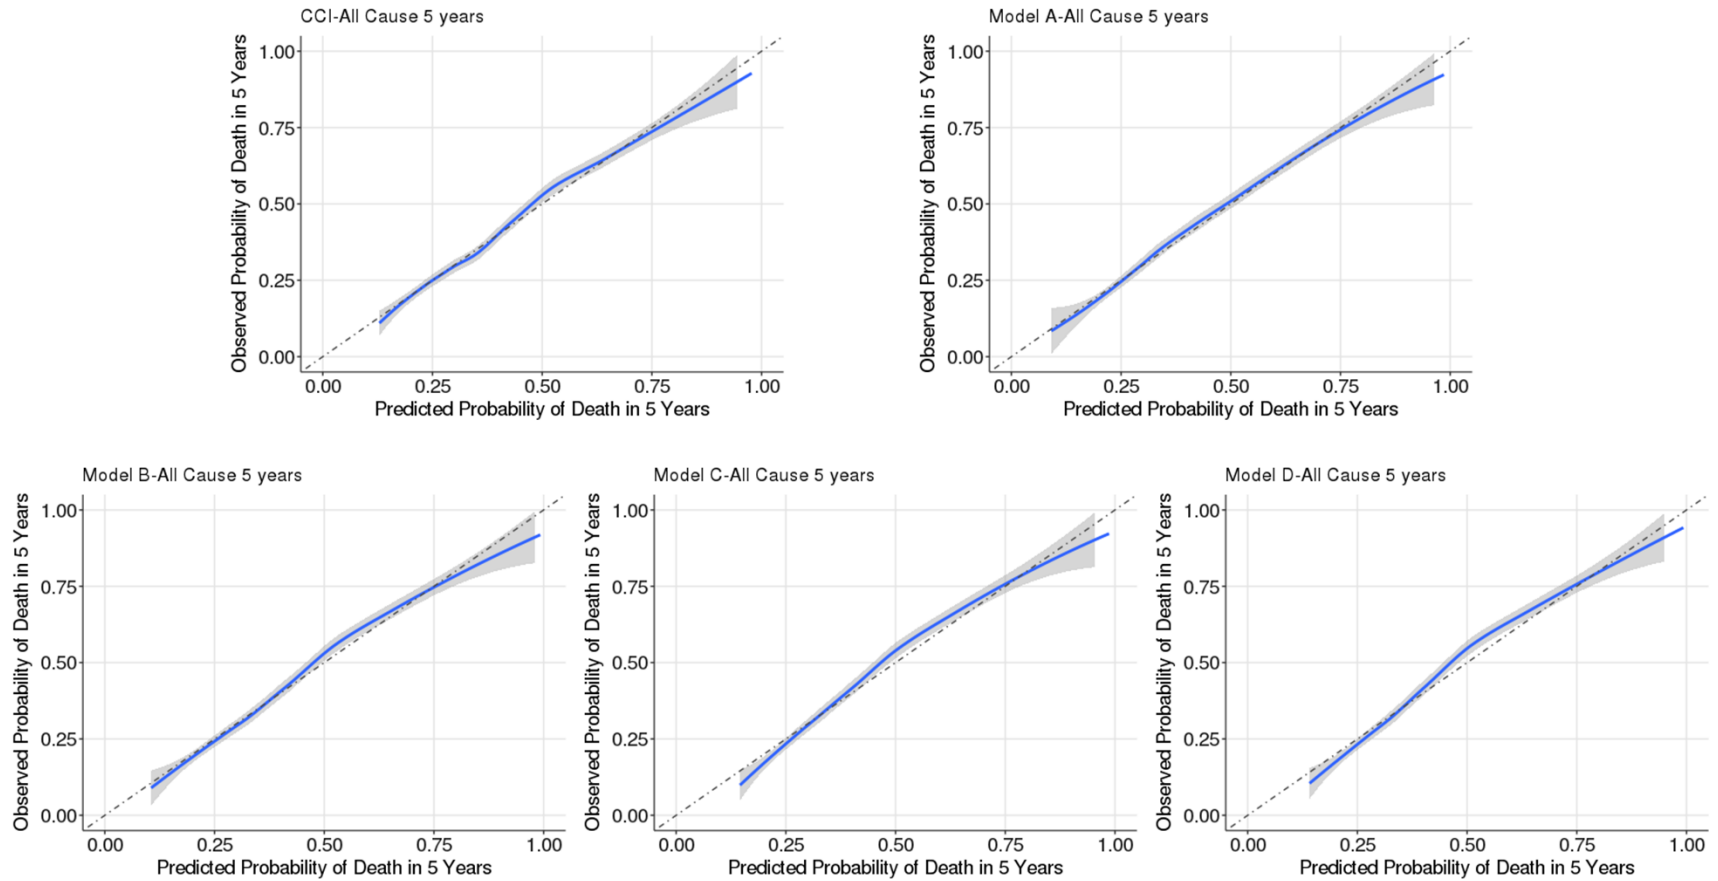 CCI-All Cause 5 years
Observed Probability of Death in 5 Years
1.00
0.75
0.50
0.25
0.00
0.00 0.25 0.50 0.75 1.00
Predicted Probability of Death in 5 Years
Model A-All Cause 5 years
Observed Probability of Death in 5 Years
1.00
0.75
0.50
0.25
0.00
0.00 0.25 0.50 0.75 1.00
Predicted Probability of Death in 5 Years
Model B-All Cause 5 years
Observed Probability of Death in 5 Years
1.00
0.75
0.50
0.25
0.00
0.00 0.25 0.50 0.75 1.00
Predicted Probability of Death in 5 Years
Model C-All Cause 5 years
Observed Probability of Death in 5 Years
1.00
0.75
0.50
0.25
0.00
0.00 0.25 0.50 0.75 1.00
Predicted Probability of Death in 5 Years
Model D-All Cause 5 years
Observed Probability of Death in 5 Years
1.00
0.75
0.50
0.25
0.00
0.00 0.25 0.50 0.75 1.00
Predicted Probability of Death in 5 Years